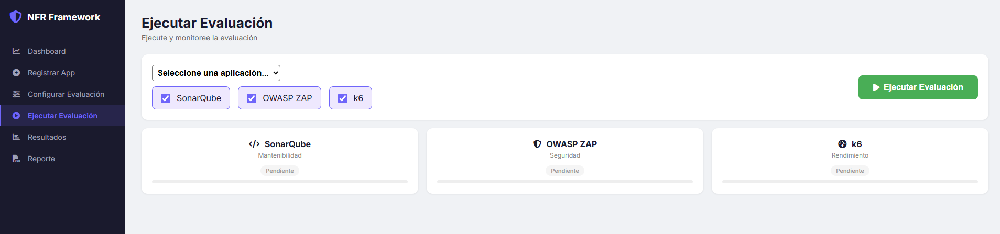 NFR Framework
Dashboard
Registrar App
Configurar Evaluación
Ejecutar Evaluación
Resultados
Reporte
Ejecutar Evaluación
Ejecute y monitoree la evaluación
Seleccione una aplicación...
SonarQube
OWASP ZAP
k6
Ejecutar Evaluación
SonarQube
Mantenibilidad
Pendiente
OWASP ZAP
Seguridad
Pendiente
k6
Rendimiento
Pendiente